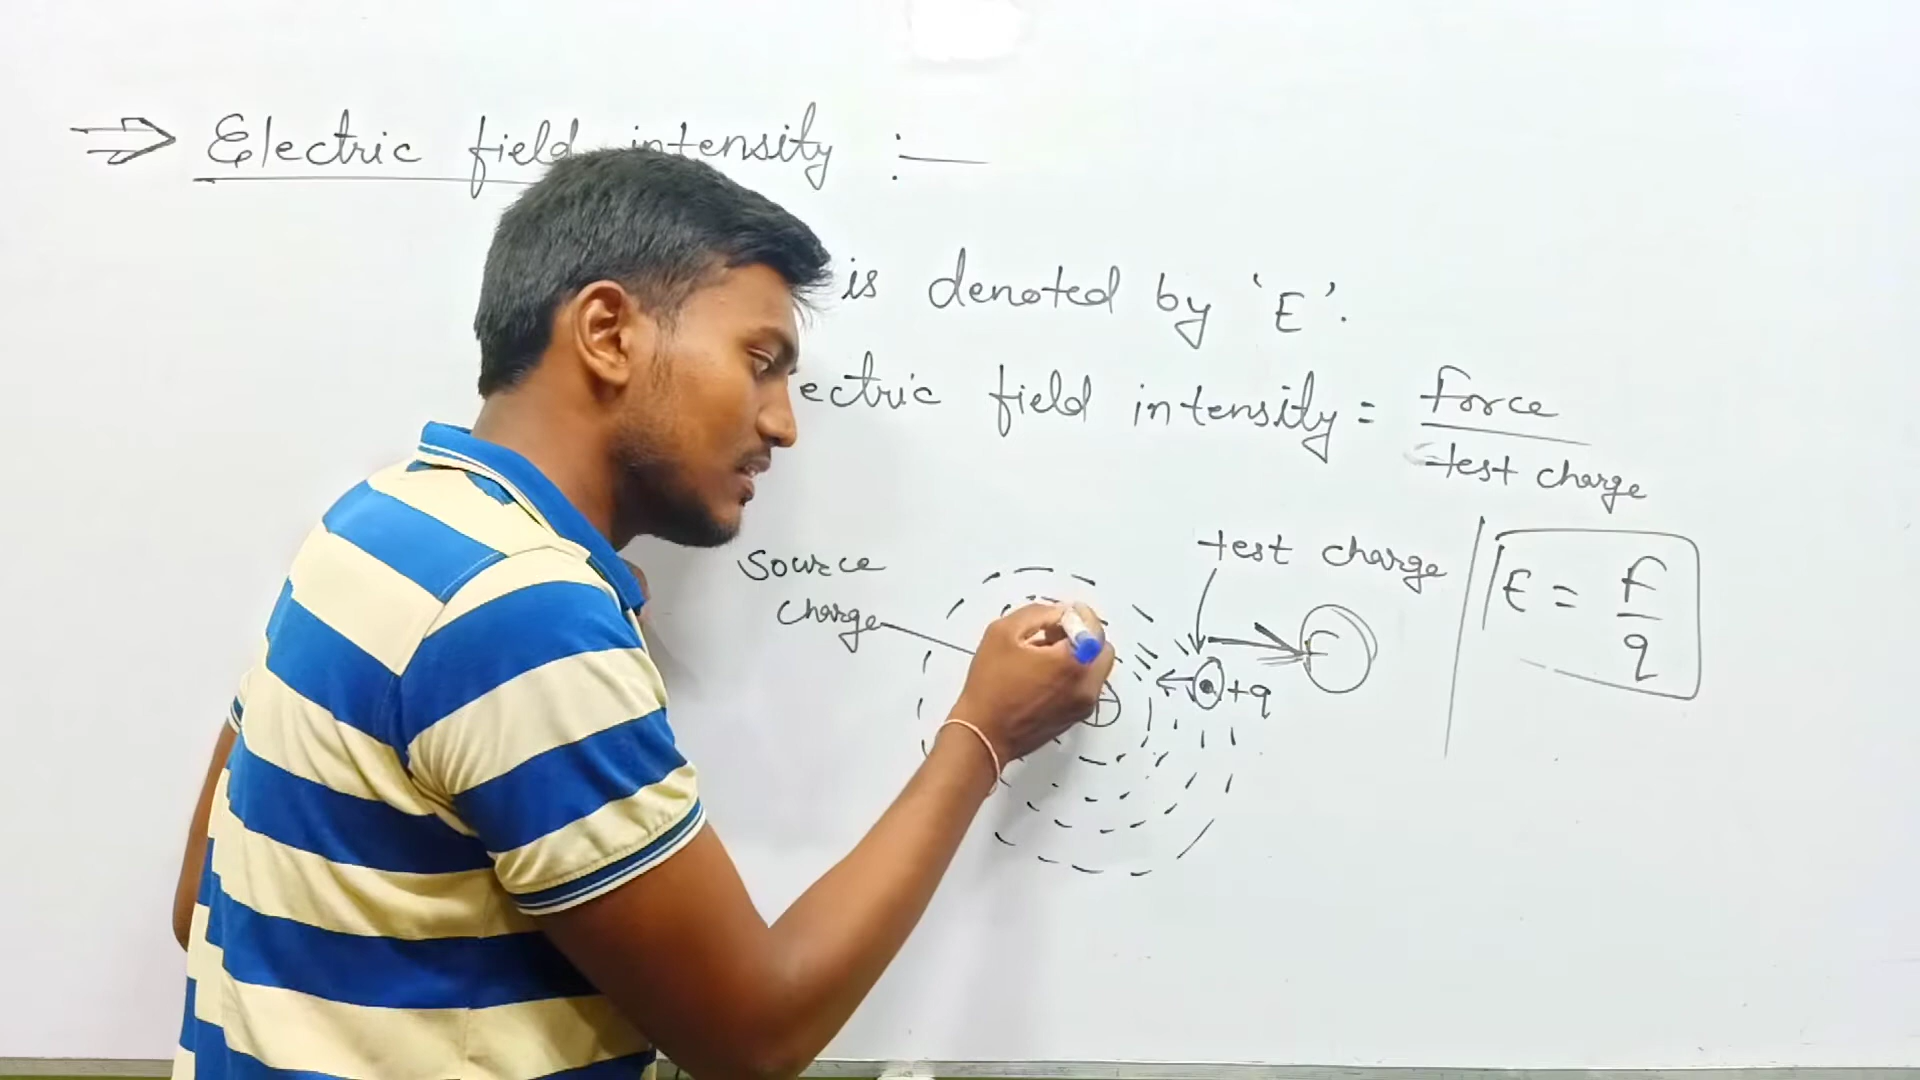 ⇒ Electric field intensity :—
is denoted by 'E'.
ectric field intensity = Force
test charge
Source
charge
test charge
F
+q
E = F
q